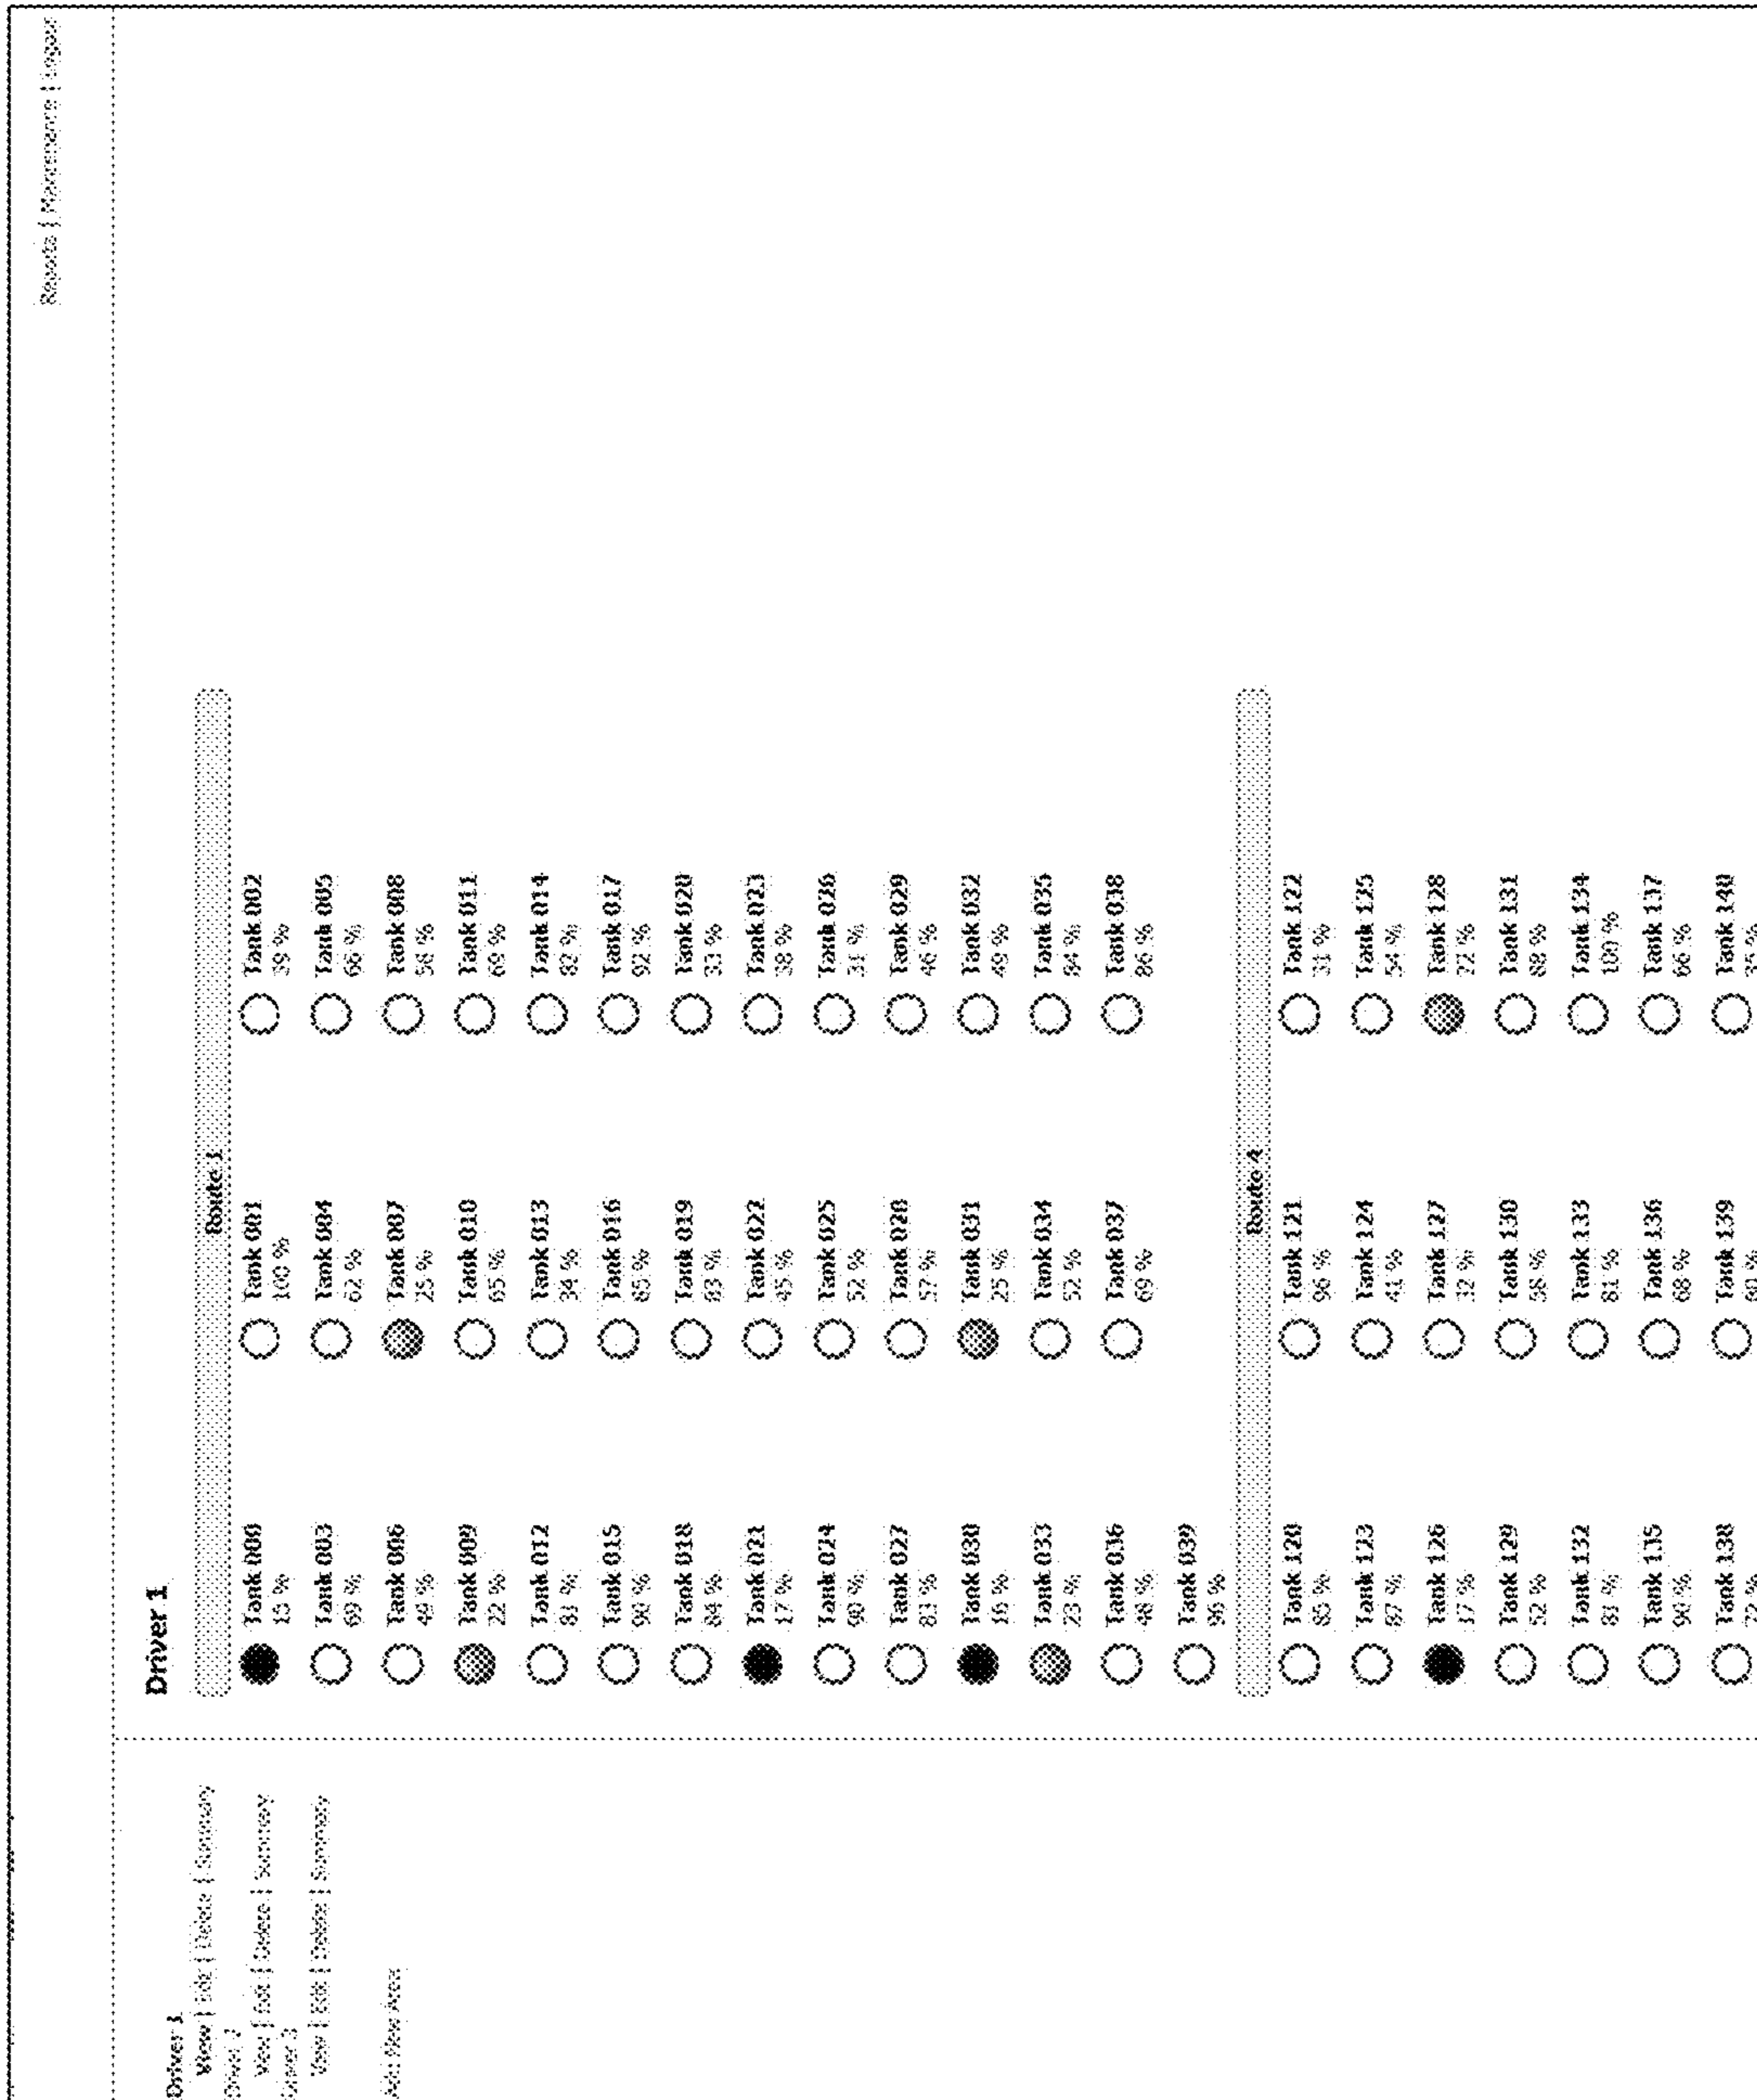 Reports | Maintenance | Logout
Driver 1
View | Edit | Delete | Summary
Driver 2
View | Edit | Delete | Summary
Driver 3
View | Edit | Delete | Summary
Add New Area
Driver 1
Route 1
Tank 000 Tank 001 Tank 002
15 % 100 % 39 %
Tank 003 Tank 004 Tank 005
69 % 62 % 66 %
Tank 006 Tank 007 Tank 008
49 % 25 % 56 %
Tank 009 Tank 010 Tank 011
22 % 65 % 69 %
Tank 012 Tank 013 Tank 014
81 % 34 % 82 %
Tank 015 Tank 016 Tank 017
90 % 85 % 92 %
Tank 018 Tank 019 Tank 020
84 % 83 % 33 %
Tank 021 Tank 022 Tank 023
17 % 45 % 38 %
Tank 024 Tank 025 Tank 026
90 % 52 % 31 %
Tank 027 Tank 028 Tank 029
83 % 57 % 46 %
Tank 030 Tank 031 Tank 032
16 % 25 % 49 %
Tank 033 Tank 034 Tank 035
23 % 52 % 84 %
Tank 036 Tank 037 Tank 038
48 % 69 % 86 %
Tank 039
96 %
Route 4
Tank 120 Tank 121 Tank 122
85 % 96 % 31 %
Tank 123 Tank 124 Tank 125
87 % 41 % 54 %
Tank 126 Tank 127 Tank 128
17 % 32 % 22 %
Tank 129 Tank 130 Tank 131
52 % 58 % 88 %
Tank 132 Tank 133 Tank 134
81 % 81 % 100 %
Tank 135 Tank 136 Tank 137
90 % 68 % 66 %
Tank 138 Tank 139 Tank 140